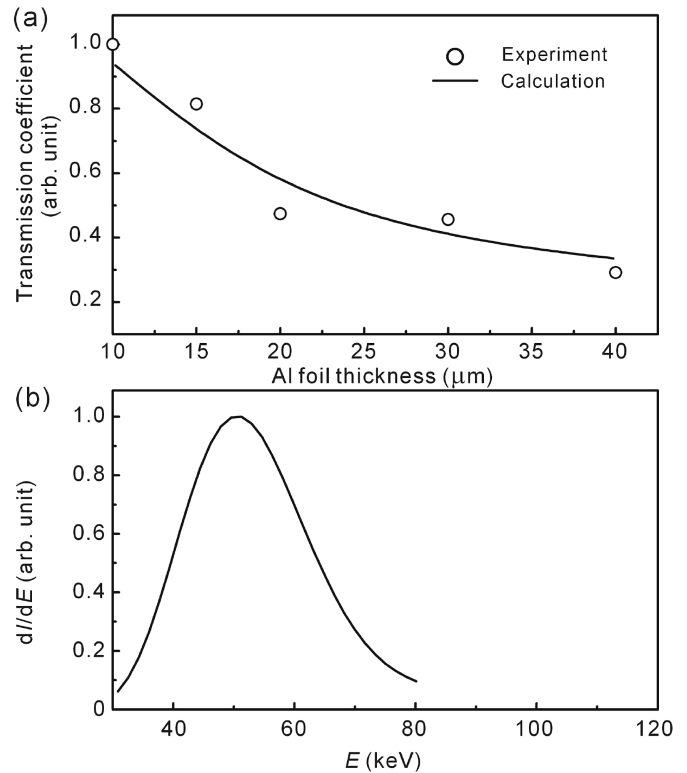 (a)
Transmission coefficient
(arb. unit)
1.0
0.8
0.6
0.4
0.2
Experiment
Calculation
10 15 20 25 30 35 40
Al foil thickness (μm)
(b)
dI/dE (arb. unit)
1.0
0.8
0.6
0.4
0.2
0
40 60 80 100 120
E (keV)